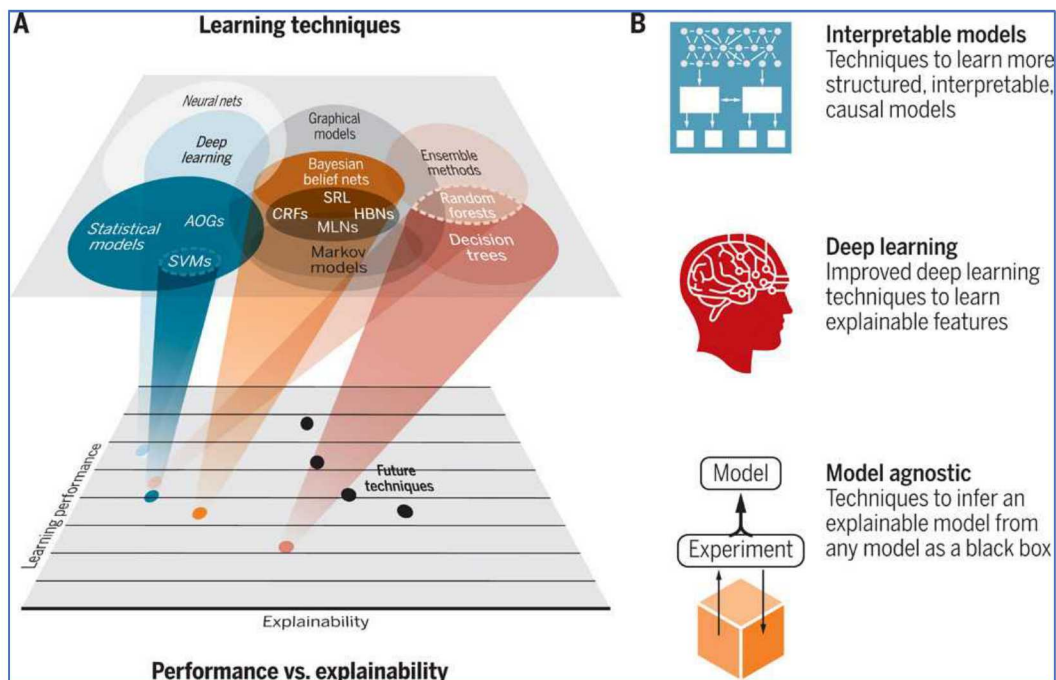 A
Learning techniques
Neural nets
Deep
learning
Graphical
models
Ensemble
methods
Bayesian
belief nets
SRL
CRFs
HBNs
MLNs
Random
forests
Statistical
models
AOGs
SVMs
Markov
models
Decision
trees
Learning performance
Future
techniques
Explainability
Performance vs. explainability
B
Interpretable models
Techniques to learn more
structured, interpretable,
causal models
Deep learning
Improved deep learning
techniques to learn
explainable features
Model
Experiment
Model agnostic
Techniques to infer an
explainable model from
any model as a black box